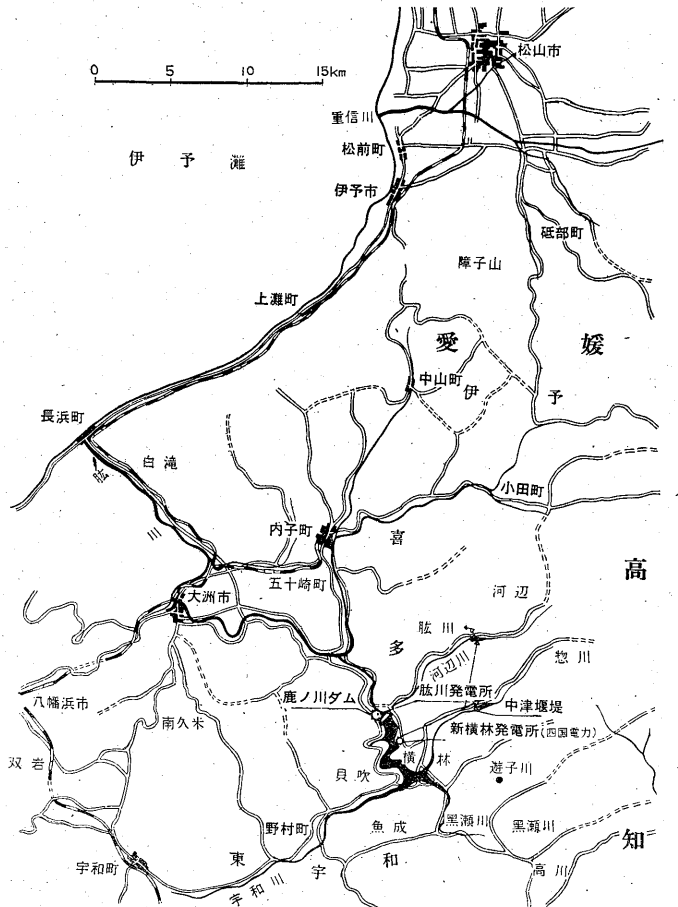 松山市
0 5 10 15km
重信川
松前町
伊予灘
伊予市
砥部町
障子山
上灘町
愛媛
中山町
伊予
長浜町
白滝
肱川
小田町
内子町
喜多
高知
五十崎町
河辺
大洲市
肱川
河辺川
惣川
八幡浜市
鹿ノ川ダム
肱川発電所
中津堰堤
南久米
新横林発電所(四国電力)
双岩
横林
貝吹
遊子川
野村町
魚成
黒瀬川
黒瀬川
東宇和
宇和町
宇和川
高川